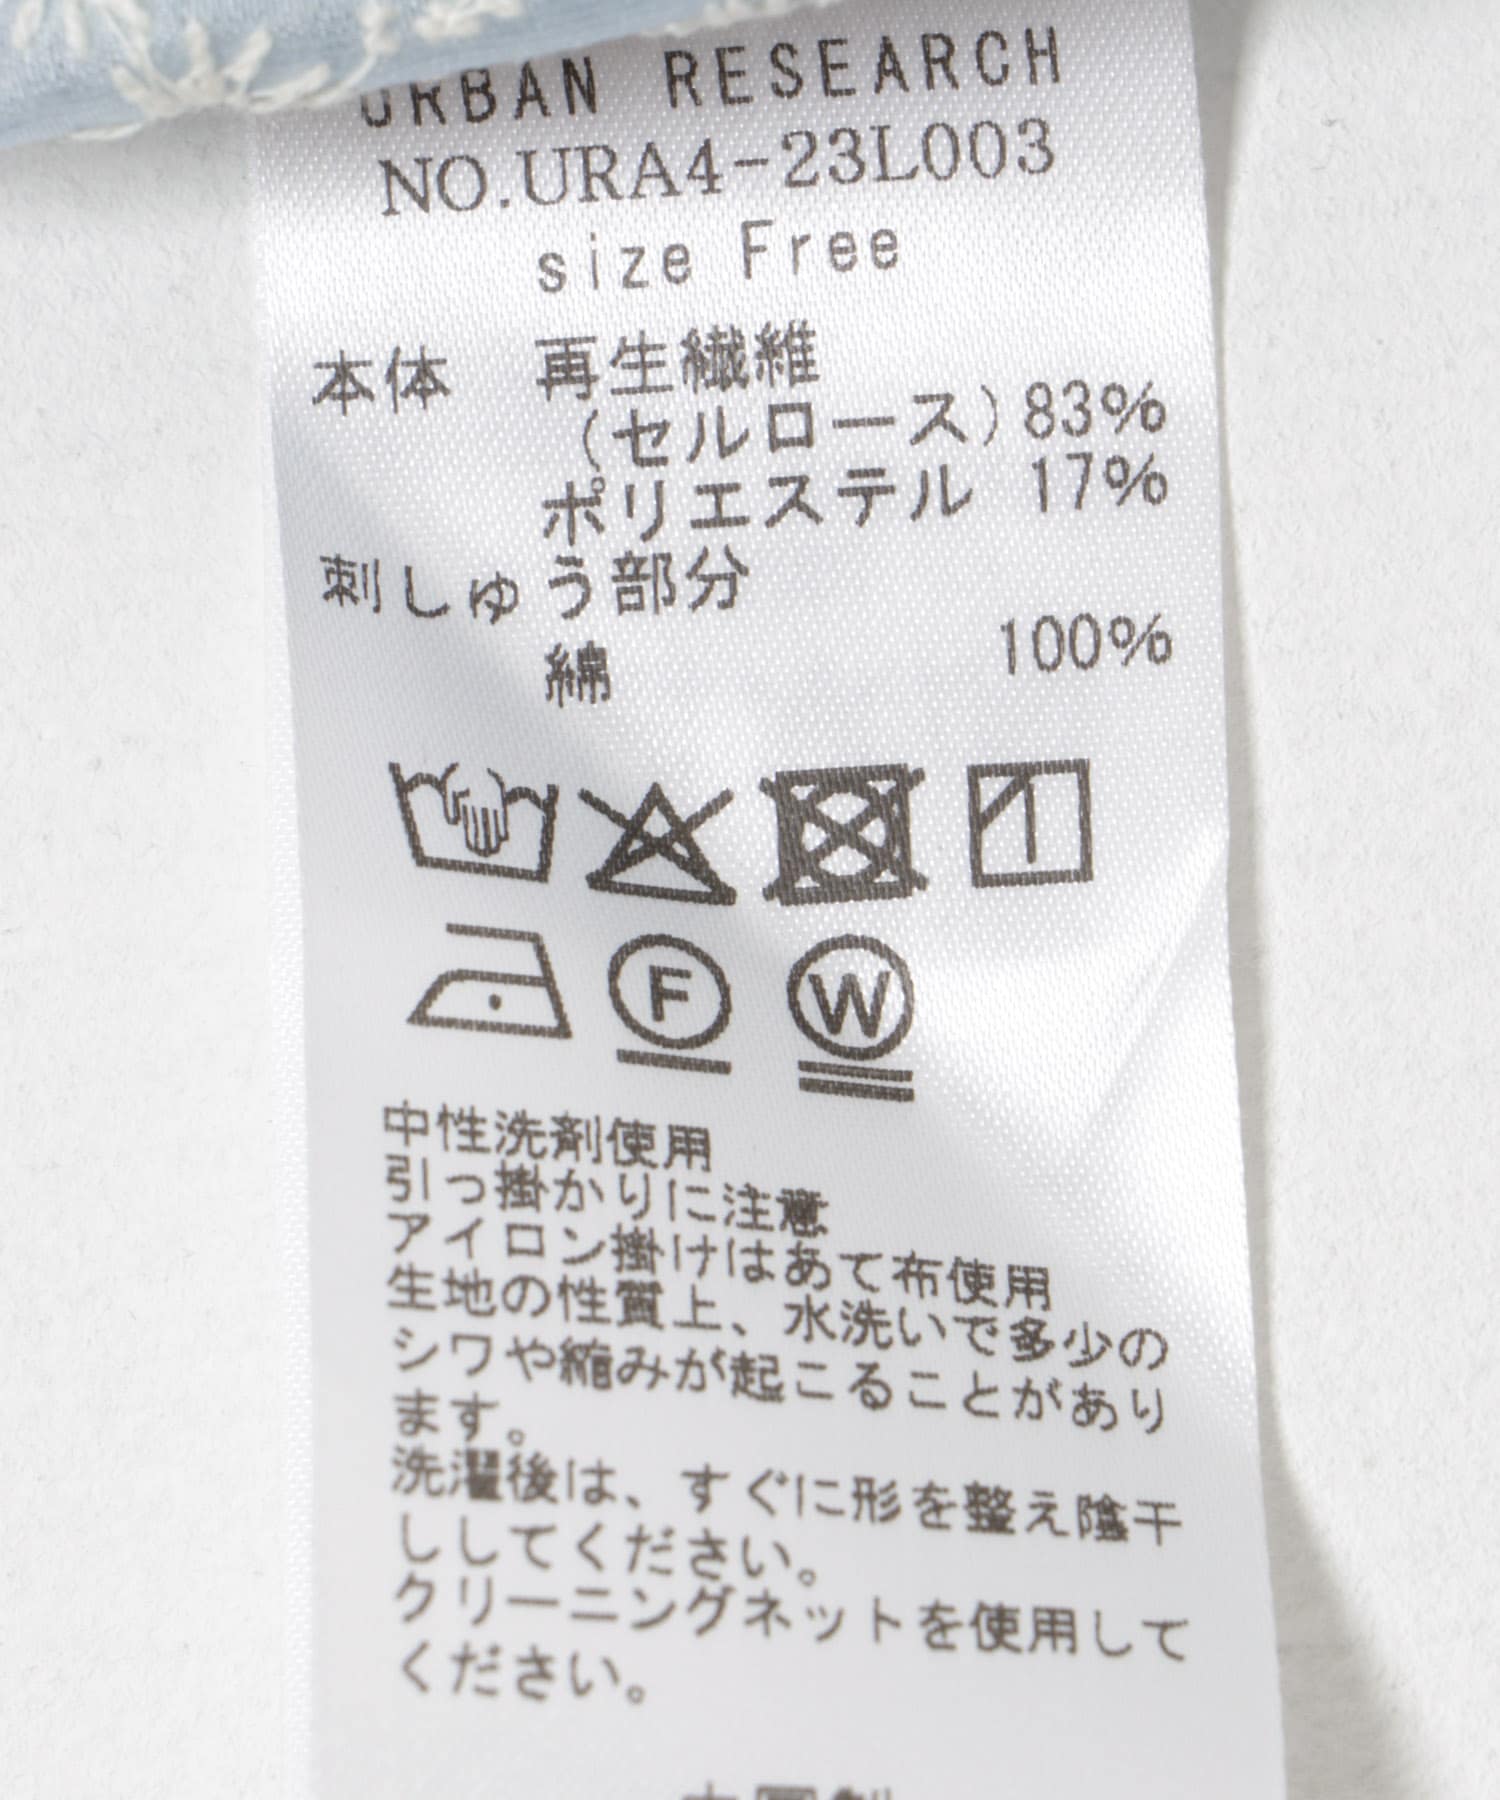 URBAN RESEARCH
NO.URA4-23L003
size Free
本体 再生繊維
(セルロース) 83%
ポリエステル 17%
刺しゅう部分
綿 100%
F
W
中性洗剤使用
引っ掛かりに注意
アイロン掛けはあて布使用
生地の性質上、水洗いで多少の
シワや縮みが起こることがあり
ます。
洗濯後は、すぐに形を整え陰干
ししてください。
クリーニングネットを使用して
ください。
中国製